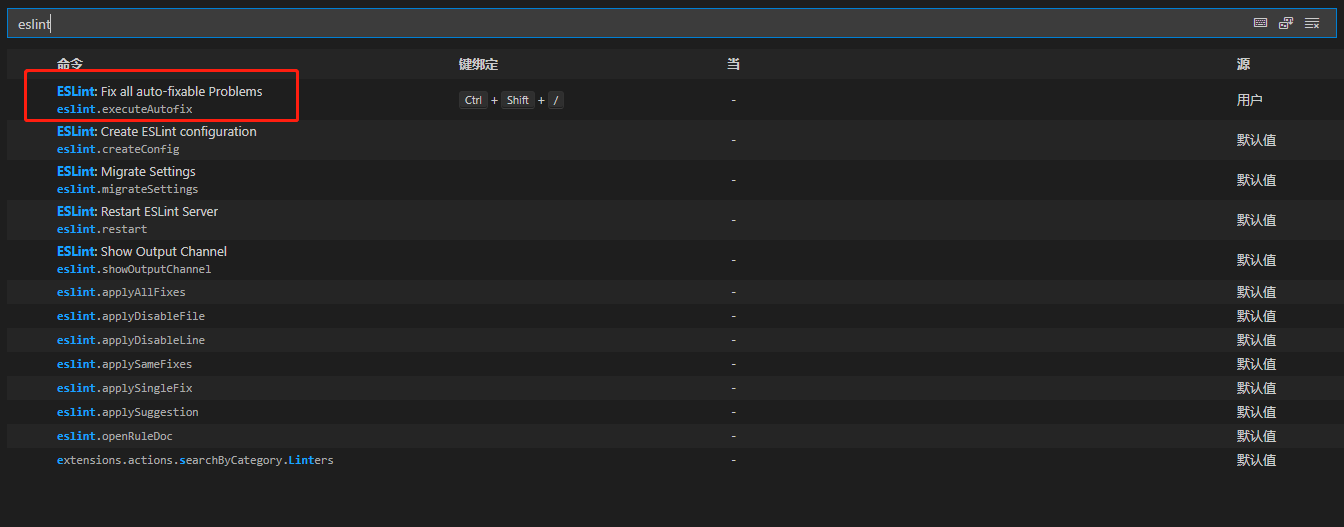 eslint
命令 键绑定 当 源
ESLint: Fix all auto-fixable Problems
eslint.executeAutofix
Ctrl + Shift + / - 用户
ESLint: Create ESLint configuration
eslint.createConfig
- 默认值
ESLint: Migrate Settings
eslint.migrateSettings
- 默认值
ESLint: Restart ESLint Server
eslint.restart
- 默认值
ESLint: Show Output Channel
eslint.showOutputChannel
- 默认值
eslint.applyAllFixes - 默认值
eslint.applyDisableFile - 默认值
eslint.applyDisableLine - 默认值
eslint.applySameFixes - 默认值
eslint.applySingleFix - 默认值
eslint.applySuggestion - 默认值
eslint.openRuleDoc - 默认值
extensions.actions.searchByCategory.Linters - 默认值